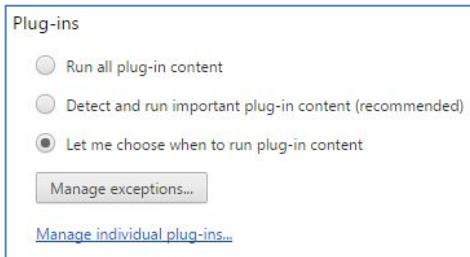 Plug-ins
Run all plug-in content
Detect and run important plug-in content (recommended)
Let me choose when to run plug-in content
Manage exceptions...
Manage individual plug-ins...